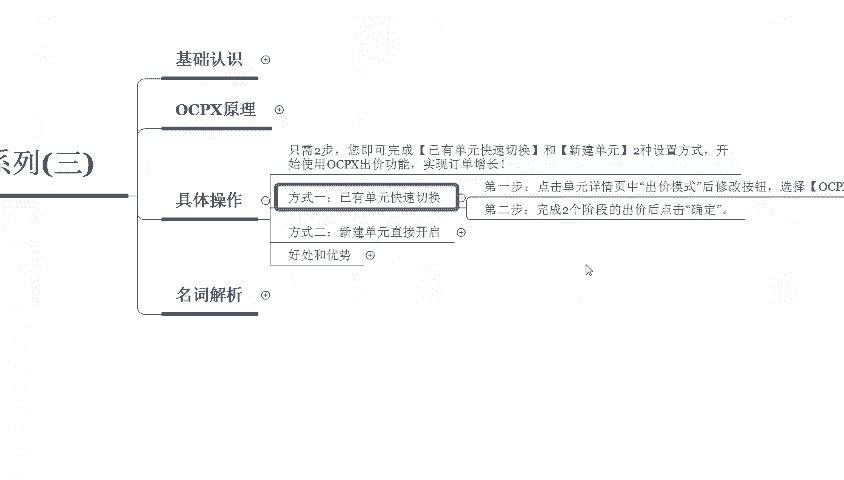 基础认识
OCPX原理
系列(三)
只需2步，您即可完成【已有单元快速切换】和【新建单元】2种设置方式，开
始使用OCPX出价功能，实现订单增长！
具体操作
方式一：已有单元快速切换
第一步：点击单元详情页中“出价模式”后修改按钮，选择【OCP
第二步：完成2个阶段的出价后点击“确定”。
方式二：新建单元直接开启
好处和优势
名词解析